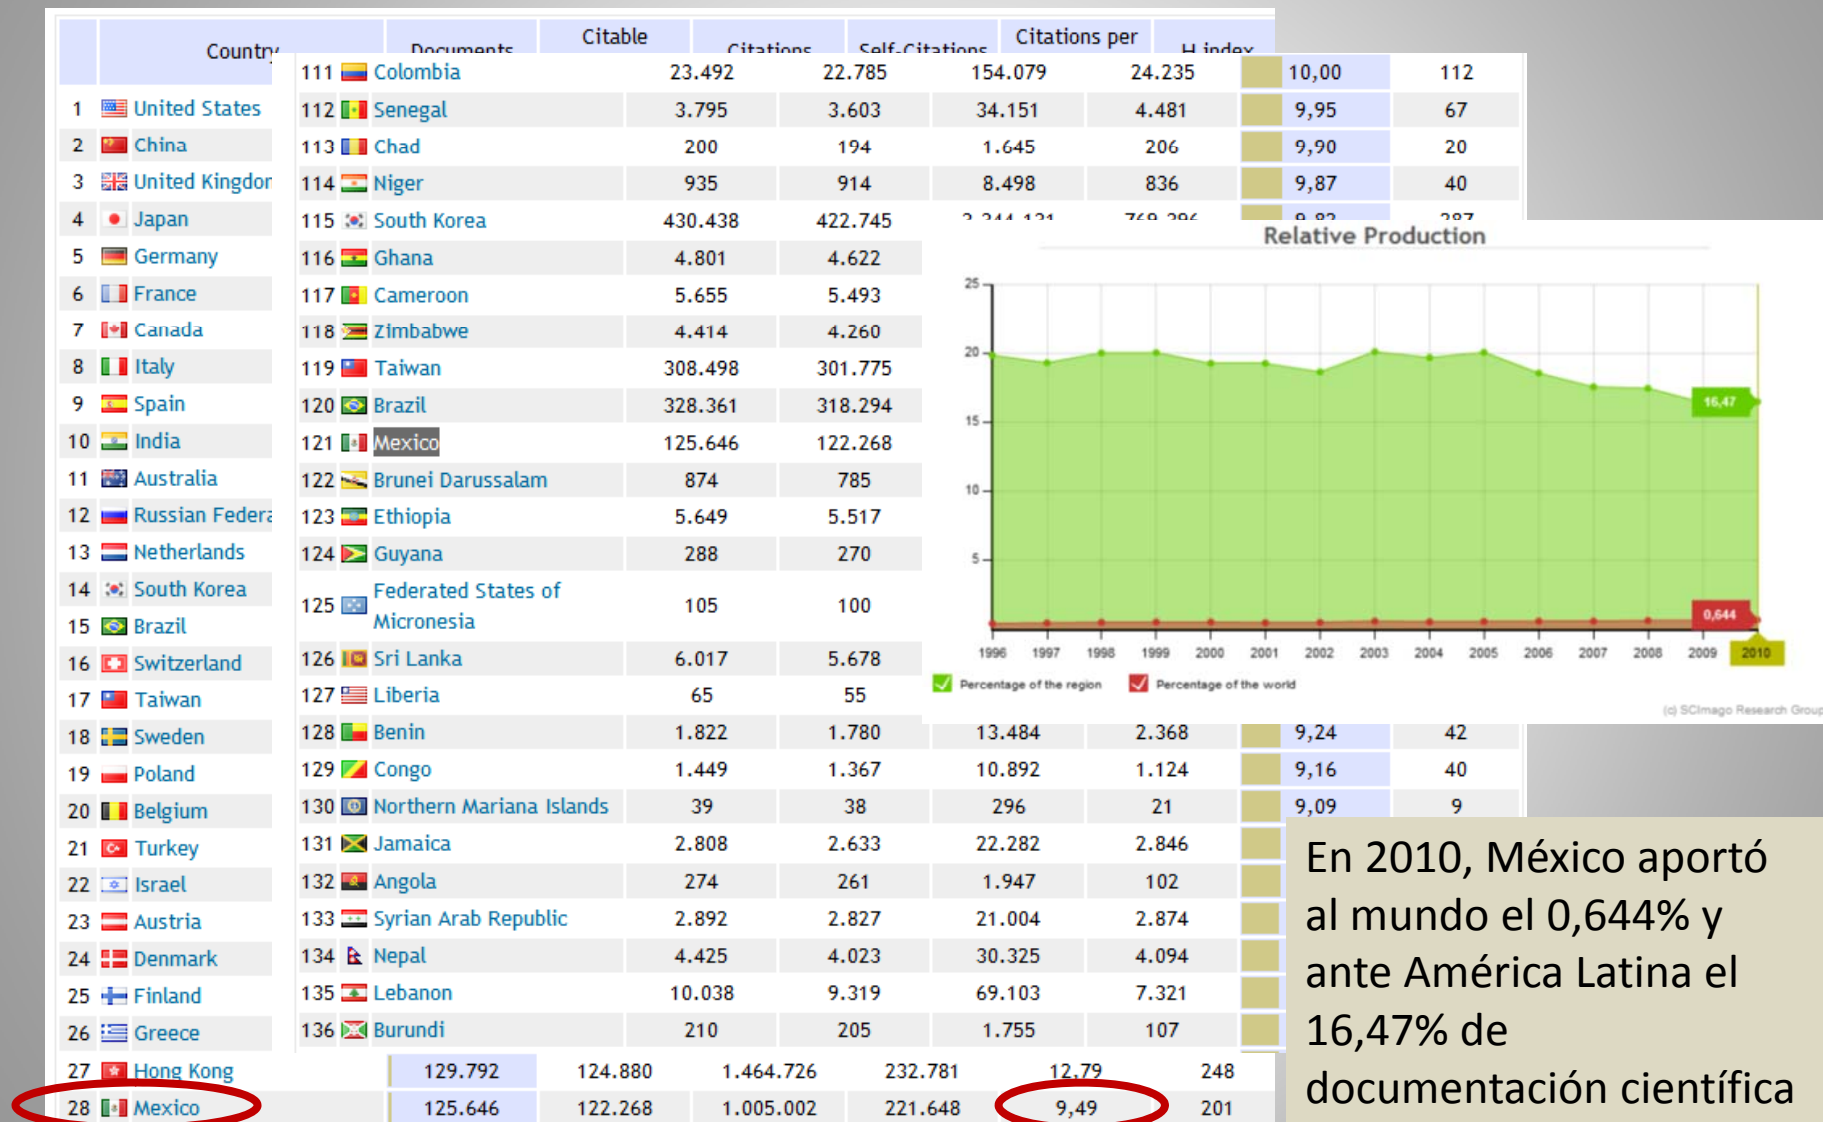 Country Documents Citable Citations Self-Citations Citations per H index
1 United States
2 China
3 United Kingdom
4 Japan
5 Germany
6 France
7 Canada
8 Italy
9 Spain
10 India
11 Australia
12 Russian Federa
13 Netherlands
14 South Korea
15 Brazil
16 Switzerland
17 Taiwan
18 Sweden
19 Poland
20 Belgium
21 Turkey
22 Israel
23 Austria
24 Denmark
25 Finland
26 Greece
27 Hong Kong 129.792 124.880 1.464.726 232.781 12,79 248
28 Mexico 125.646 122.268 1.005.002 221.648 9,49 201
111 Colombia 23.492 22.785 154.079 24.235 10,00 112
112 Senegal 3.795 3.603 34.151 4.481 9,95 67
113 Chad 200 194 1.645 206 9,90 20
114 Niger 935 914 8.498 836 9,87 40
115 South Korea 430.438 422.745
116 Ghana 4.801 4.622
117 Cameroon 5.655 5.493
118 Zimbabwe 4.414 4.260
119 Taiwan 308.498 301.775
120 Brazil 328.361 318.294
121 Mexico 125.646 122.268
122 Brunei Darussalam 874 785
123 Ethiopia 5.649 5.517
124 Guyana 288 270
125 Federated States of
Micronesia 105 100
126 Sri Lanka 6.017 5.678
127 Liberia 65 55
128 Benin 1.822 1.780 13.484 2.368 9,24 42
129 Congo 1.449 1.367 10.892 1.124 9,16 40
130 Northern Mariana Islands 39 38 296 21 9,09 9
131 Jamaica 2.808 2.633 22.282 2.846
132 Angola 274 261 1.947 102
133 Syrian Arab Republic 2.892 2.827 21.004 2.874
134 Nepal 4.425 4.023 30.325 4.094
135 Lebanon 10.038 9.319 69.103 7.321
136 Burundi 210 205 1.755 107
Relative Production
25
20
15
10
5
16,47
0,644
1996 1997 1998 1999 2000 2001 2002 2003 2004 2005 2006 2007 2008 2009 2010
Percentage of the region Percentage of the world
(c) SCImago Research Group
En 2010, México aportó
al mundo el 0,644% y
ante América Latina el
16,47% de
documentación científica